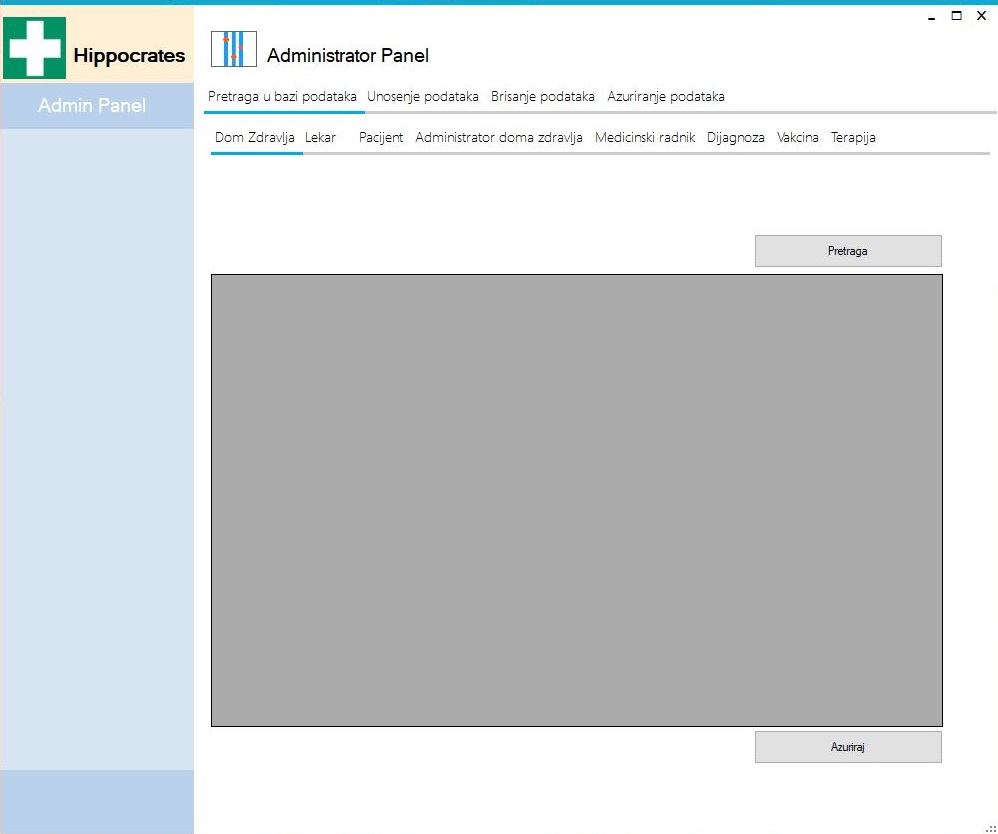 Hippocrates
Admin Panel
Administrator Panel
Pretraga u bazi podataka Unosenje podataka Brisanje podataka Azuriranje podataka
Dom Zdravlja Lekar Pacijent Administrator doma zdravlja Medicinski radnik Dijagnoza Vakcina Terapija
Pretraga
Azuriraj